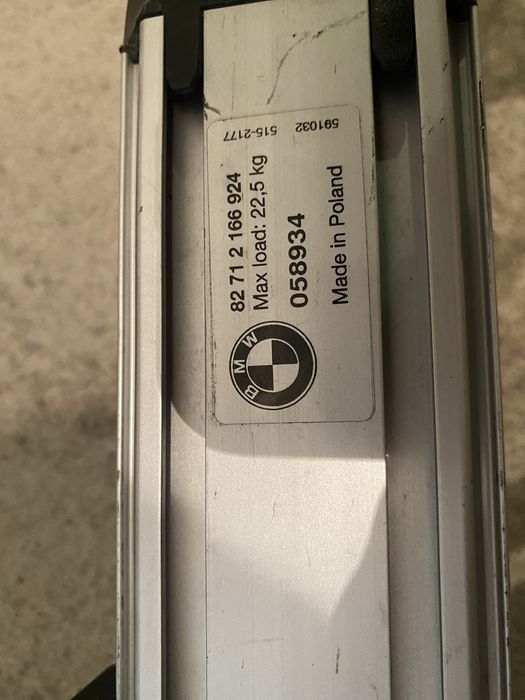 82 71 2 166 924
Max load: 22,5 kg
058934
Made in Poland
BMW
515-2177
591032